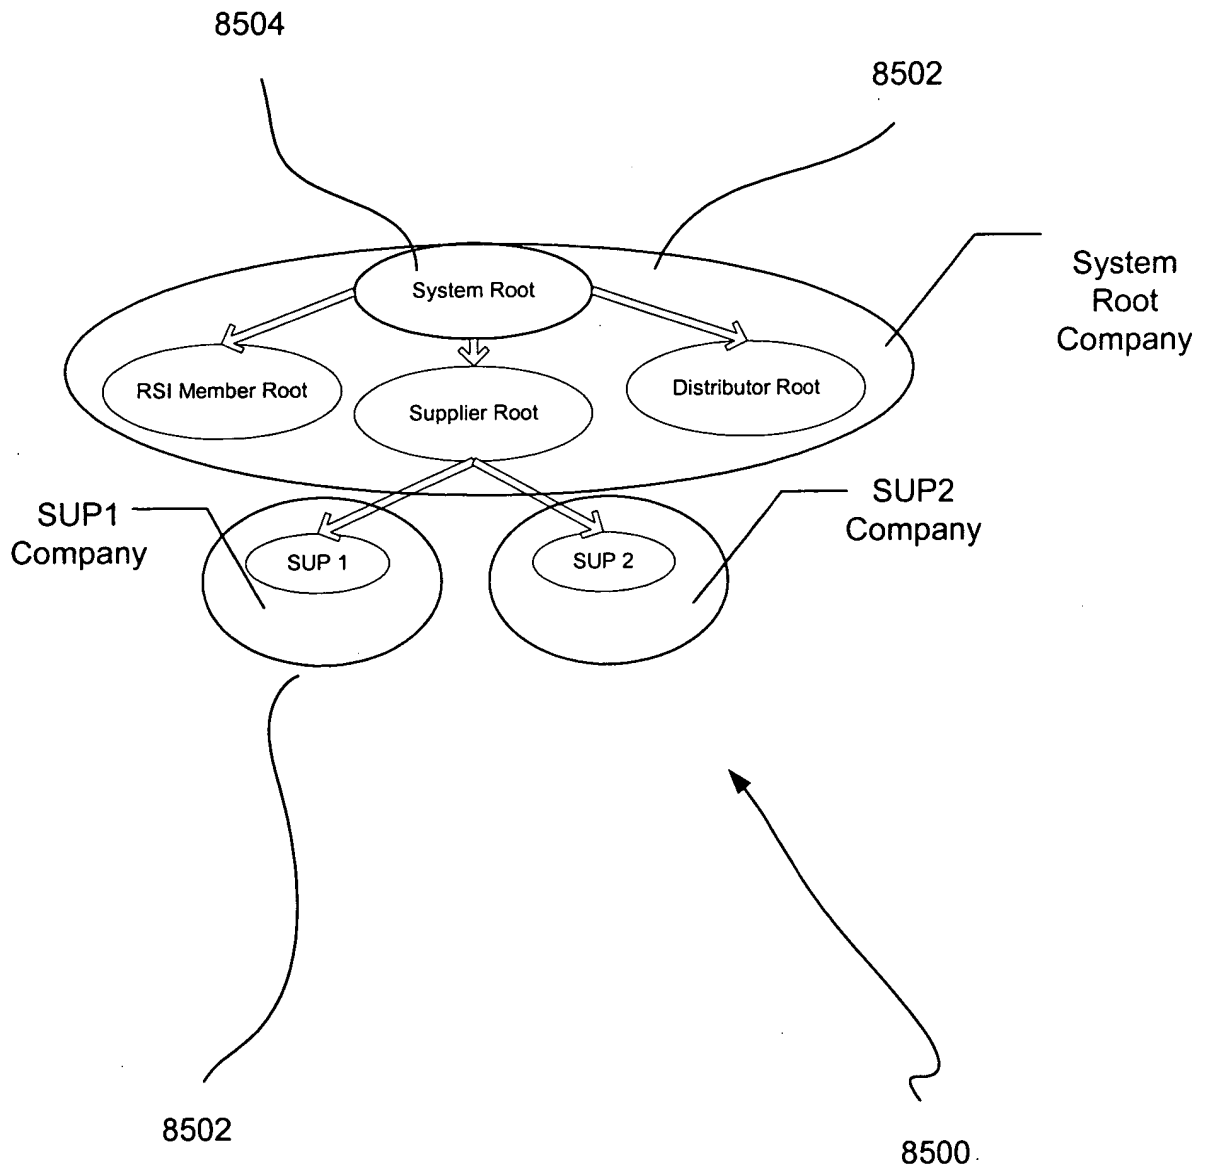 8504
8502
System
Root
Company
System Root
RSI Member Root
Supplier Root
Distributor Root
SUP1
Company
SUP2
Company
SUP 1
SUP 2
8502
8500